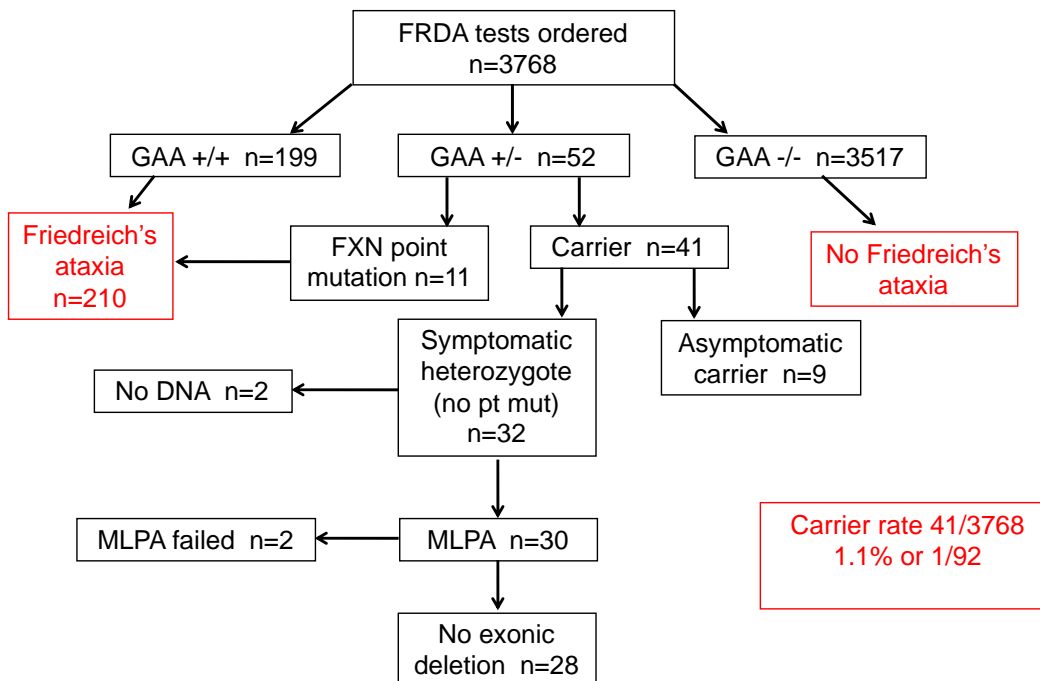 FRDA tests ordered
n=3768
GAA +/+ n=199
GAA +/- n=52
GAA -/- n=3517
Friedreich's
ataxia
n=210
FXN point
mutation n=11
Carrier n=41
No Friedreich's
ataxia
Symptomatic
heterozygote
(no pt mut)
n=32
Asymptomatic
carrier n=9
No DNA n=2
MLPA failed n=2
MLPA n=30
Carrier rate 41/3768
1.1% or 1/92
No exonic
deletion n=28